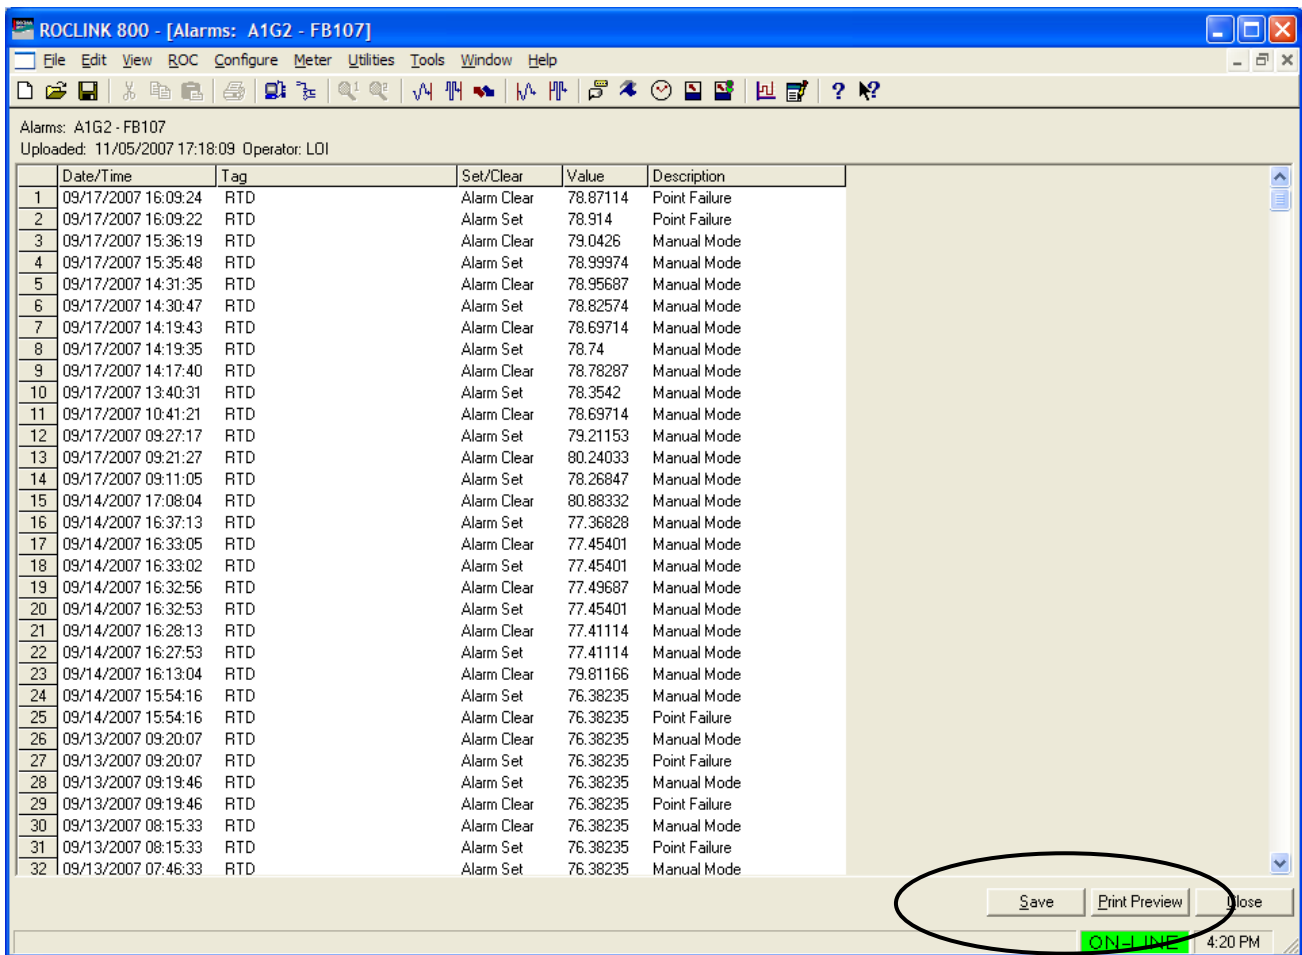 ROCLINK 800 - [Alarms: A1G2 - FB107]
File Edit View ROC Configure Meter Utilities Tools Window Help
Alarms: A1G2 - FB107
Uploaded: 11/05/2007 17:18:09 Operator: LOI
Date/Time Tag Set/Clear Value Description
1 09/17/2007 16:09:24 RTD Alarm Clear 78.87114 Point Failure
2 09/17/2007 16:09:22 RTD Alarm Set 78.914 Point Failure
3 09/17/2007 15:36:19 RTD Alarm Clear 79.0426 Manual Mode
4 09/17/2007 15:35:48 RTD Alarm Set 78.99974 Manual Mode
5 09/17/2007 14:31:35 RTD Alarm Clear 78.95687 Manual Mode
6 09/17/2007 14:30:47 RTD Alarm Set 78.82574 Manual Mode
7 09/17/2007 14:19:43 RTD Alarm Clear 78.69714 Manual Mode
8 09/17/2007 14:19:35 RTD Alarm Set 78.74 Manual Mode
9 09/17/2007 14:17:40 RTD Alarm Clear 78.78287 Manual Mode
10 09/17/2007 13:40:31 RTD Alarm Set 78.3542 Manual Mode
11 09/17/2007 10:41:21 RTD Alarm Clear 78.69714 Manual Mode
12 09/17/2007 09:27:17 RTD Alarm Set 79.21153 Manual Mode
13 09/17/2007 09:21:27 RTD Alarm Clear 80.24033 Manual Mode
14 09/17/2007 09:11:05 RTD Alarm Set 78.26847 Manual Mode
15 09/14/2007 17:08:04 RTD Alarm Clear 80.88332 Manual Mode
16 09/14/2007 16:37:13 RTD Alarm Set 77.36828 Manual Mode
17 09/14/2007 16:33:05 RTD Alarm Clear 77.45401 Manual Mode
18 09/14/2007 16:33:02 RTD Alarm Set 77.45401 Manual Mode
19 09/14/2007 16:32:56 RTD Alarm Clear 77.49687 Manual Mode
20 09/14/2007 16:32:53 RTD Alarm Set 77.45401 Manual Mode
21 09/14/2007 16:28:13 RTD Alarm Clear 77.41114 Manual Mode
22 09/14/2007 16:27:53 RTD Alarm Set 77.41114 Manual Mode
23 09/14/2007 16:13:04 RTD Alarm Clear 79.81166 Manual Mode
24 09/14/2007 15:54:16 RTD Alarm Set 76.38235 Manual Mode
25 09/14/2007 15:54:16 RTD Alarm Clear 76.38235 Point Failure
26 09/13/2007 09:20:07 RTD Alarm Clear 76.38235 Manual Mode
27 09/13/2007 09:20:07 RTD Alarm Set 76.38235 Point Failure
28 09/13/2007 09:19:46 RTD Alarm Set 76.38235 Manual Mode
29 09/13/2007 09:19:46 RTD Alarm Clear 76.38235 Point Failure
30 09/13/2007 08:15:33 RTD Alarm Clear 76.38235 Manual Mode
31 09/13/2007 08:15:33 RTD Alarm Set 76.38235 Point Failure
32 09/13/2007 07:46:33 RTD Alarm Set 76.38235 Manual Mode
Save Print Preview Close
ON-LINE 4:20 PM